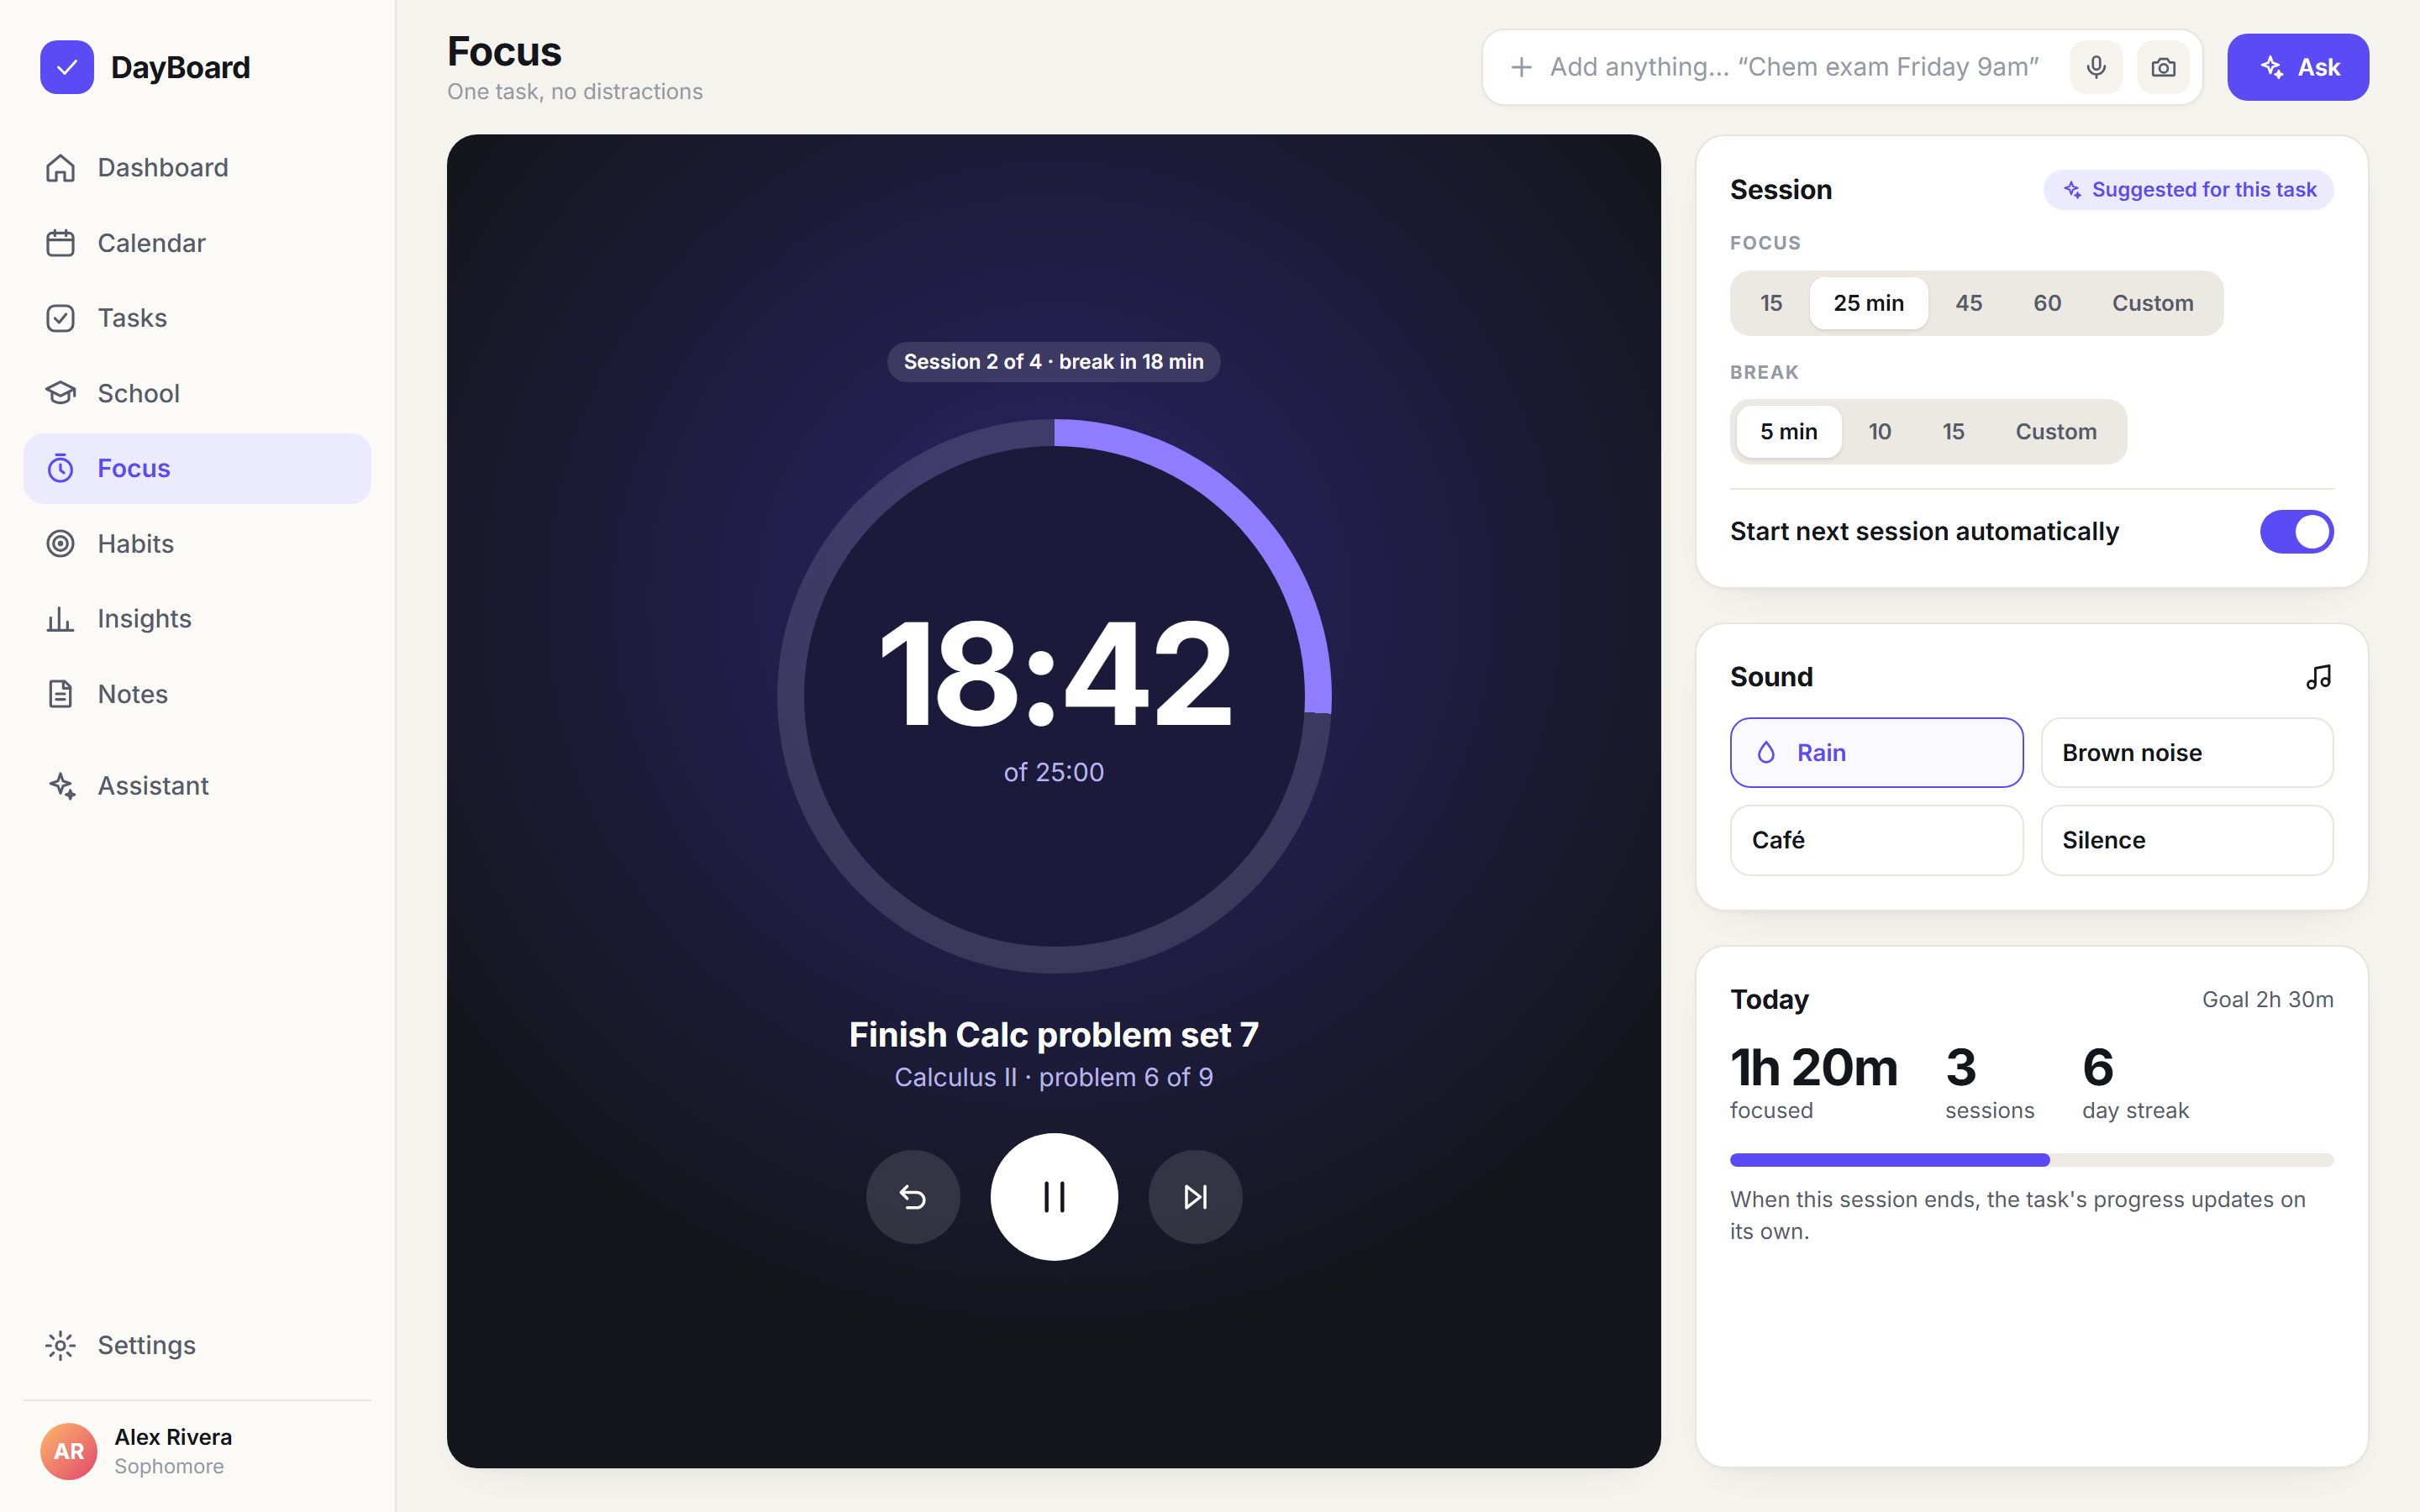 DayBoard
Dashboard
Calendar
Tasks
School
Focus
Habits
Insights
Notes
Assistant
Settings
AR
Alex Rivera
Sophomore
Focus
One task, no distractions
Add anything... “Chem exam Friday 9am”
Ask
Session 2 of 4 · break in 18 min
18:42
of 25:00
Finish Calc problem set 7
Calculus II · problem 6 of 9
Session
Suggested for this task
FOCUS
15 25 min 45 60 Custom
BREAK
5 min 10 15 Custom
Start next session automatically
Sound
Rain
Brown noise
Café
Silence
Today
Goal 2h 30m
1h 20m 3 6
focused sessions day streak
When this session ends, the task's progress updates on
its own.